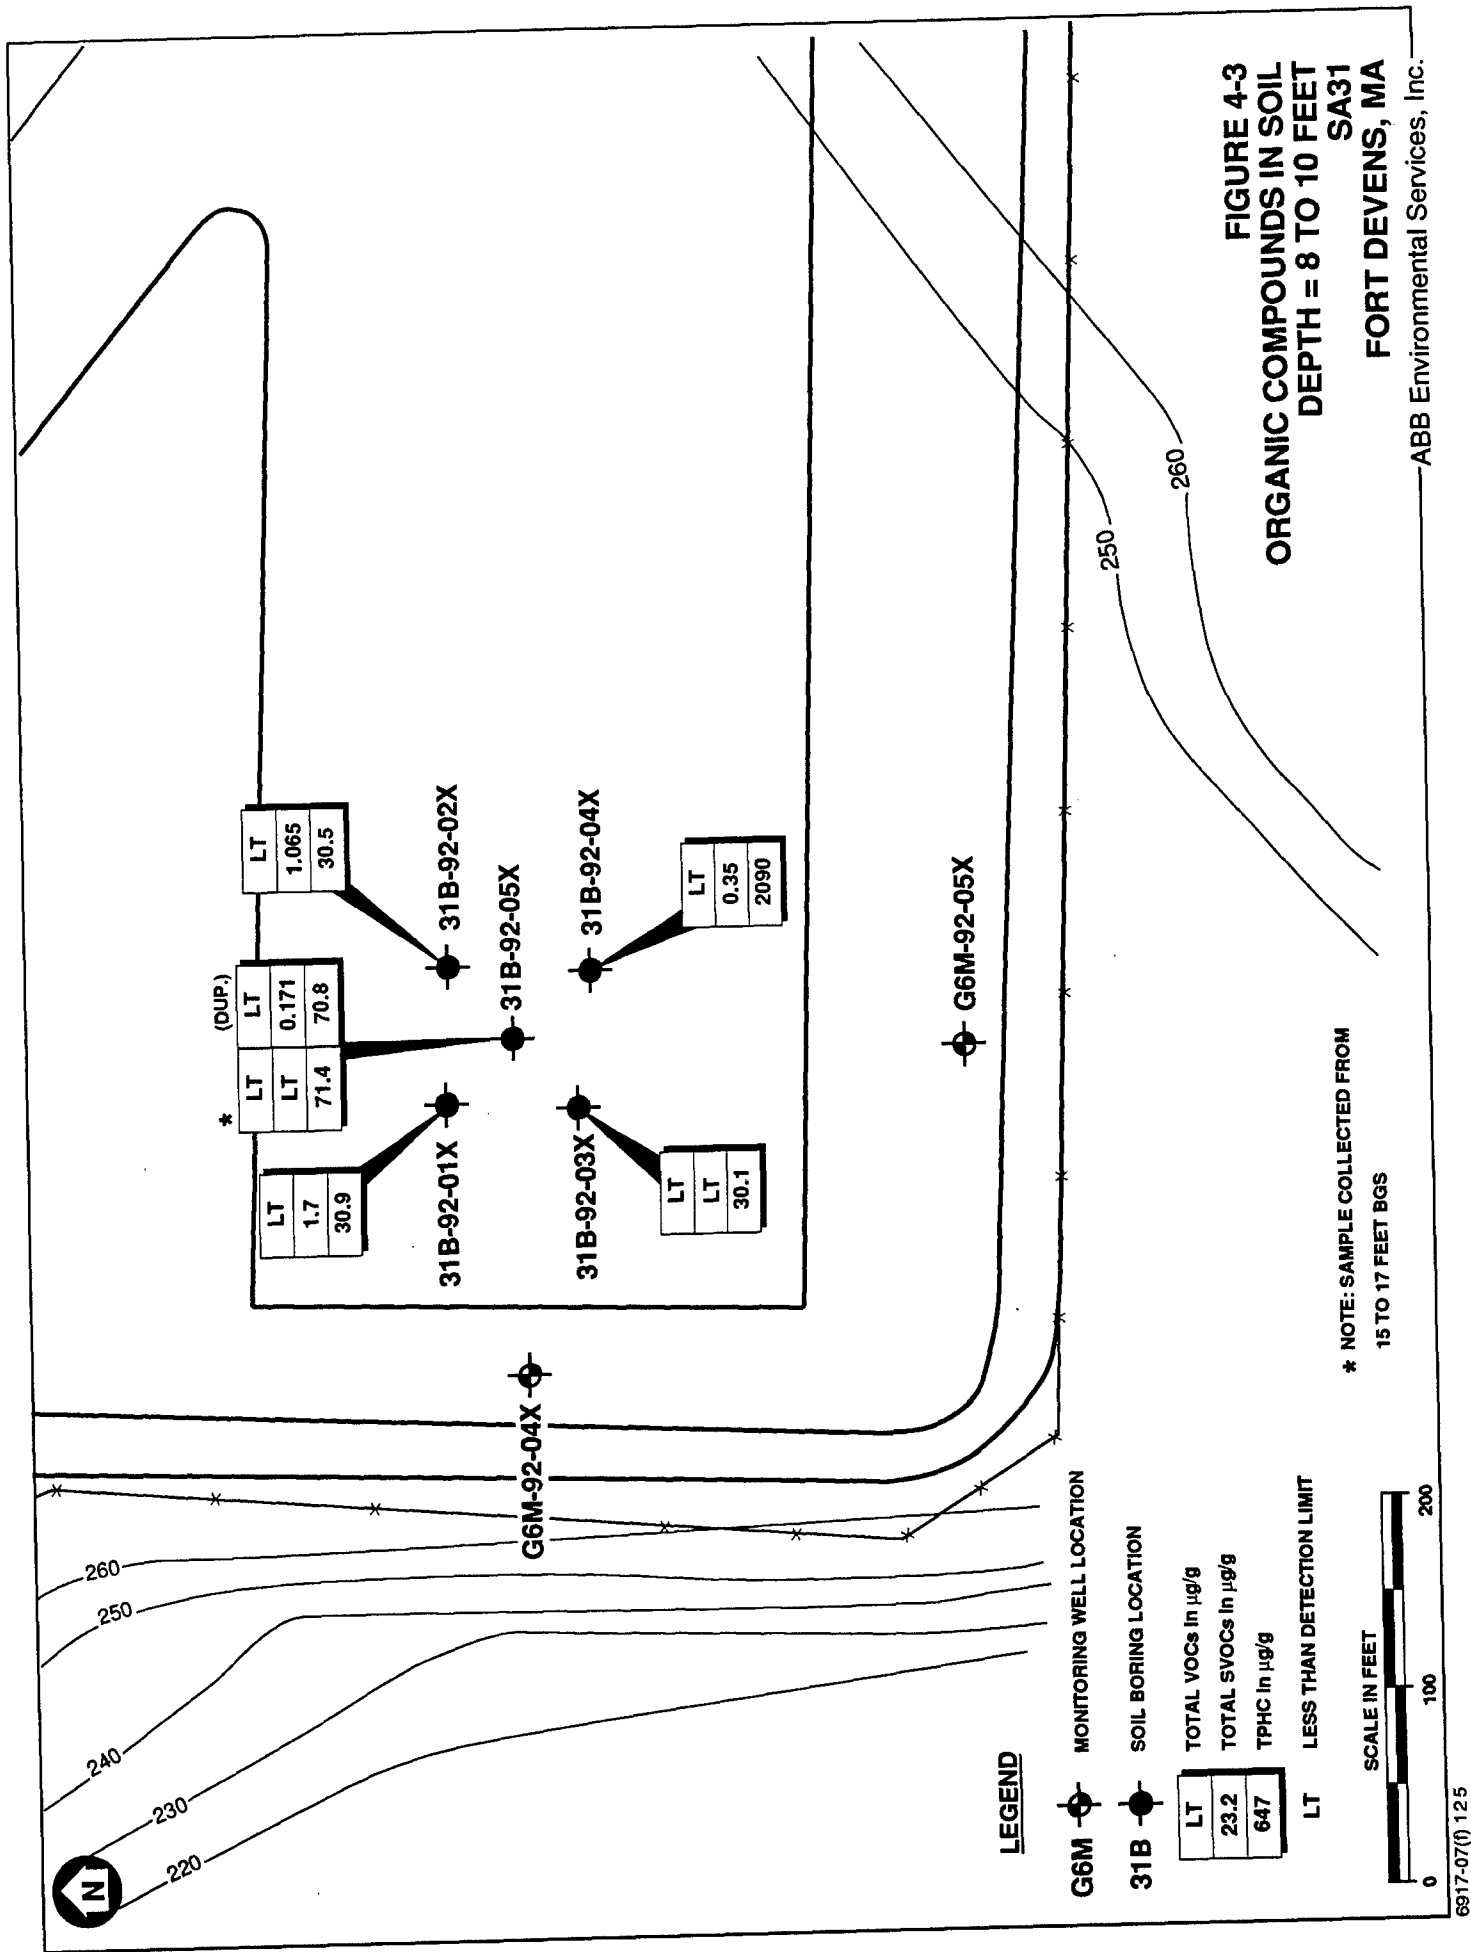 N
260
250
240
230
220
G6M-92-04X
*
(DUP.)
LT LT
LT 0.171
71.4 70.8
LT
1.7
30.9
LT
1.065
30.5
31B-92-01X
31B-92-02X
31B-92-05X
31B-92-03X
31B-92-04X
LT
LT
30.1
LT
0.35
2090
G6M-92-05X
250
260
LEGEND
G6M MONITORING WELL LOCATION
31B SOIL BORING LOCATION
LT TOTAL VOCs In µg/g
23.2 TOTAL SVOCs In µg/g
647 TPHC In µg/g
LT LESS THAN DETECTION LIMIT
SCALE IN FEET
0 100 200
* NOTE: SAMPLE COLLECTED FROM
15 TO 17 FEET BGS
FIGURE 4-3
ORGANIC COMPOUNDS IN SOIL
DEPTH = 8 TO 10 FEET
SA31
FORT DEVENS, MA
ABB Environmental Services, Inc.
6917-07(f) 125